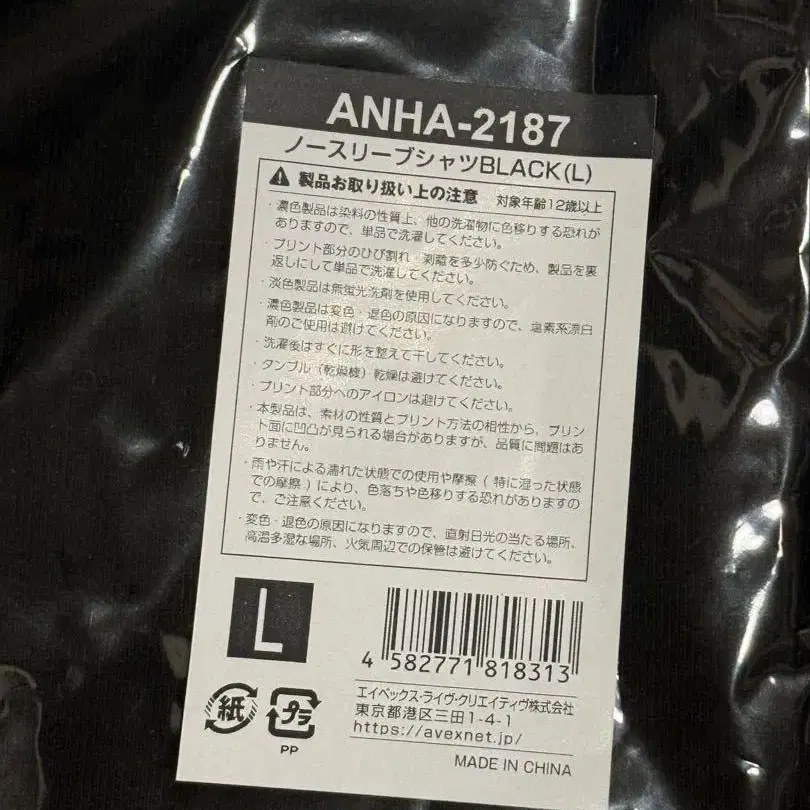 ANHA-2187
ノースリーブシャツBLACK(L)
製品お取り扱い上の注意 対象年齢12歳以上
・濃色製品は染料の性質上、他の洗濯物に色移りする恐れが
ありますので、単品で洗濯してください。
・プリント部分のひび割れ・剥離を多少防ぐため、製品を裏
返しにして単品で洗濯してください。
・淡色製品は無蛍光洗剤を使用してください。
・濃色製品は変色・退色の原因になりますので、塩素系漂白
剤のご使用は避けてください。
・洗濯後はすぐに形を整えて干してください。
・タンブル（乾燥機）乾燥は避けてください。
・プリント部分へのアイロンは避けてください。
・本製品は、素材の性質とプリント方法の相性から、プリン
ト面に凹凸が見られる場合がありますが、品質に問題はあ
りません。
・雨や汗による濡れた状態での使用や摩擦（特に湿った状態
での摩擦）により、色落ちや色移りする恐れがありますの
で、ご注意ください。
・変色・退色の原因になりますので、直射日光の当たる場所、
高温多湿な場所、火気周辺での保管は避けてください。
L
4 582771 818313
紙
プラ
PP
エイベックス・ライヴ・クリエイティヴ株式会社
東京都港区三田1-4-1
https://avexnet.jp/
MADE IN CHINA